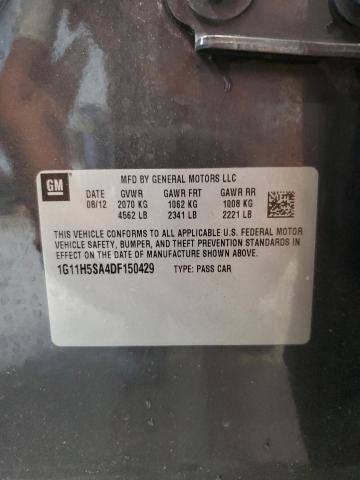 GM
MFD BY GENERAL MOTORS LLC
DATE GVWR GAWR FRT GAWR RR
08/12 2070 KG 1062 KG 1008 KG
4562 LB 2341 LB 2221 LB
THIS VEHICLE CONFORMS TO ALL APPLICABLE U.S. FEDERAL MOTOR
VEHICLE SAFETY, BUMPER, AND THEFT PREVENTION STANDARDS IN
EFFECT ON THE DATE OF MANUFACTURE SHOWN ABOVE.
1G11H5SA4DF150429 TYPE: PASS CAR